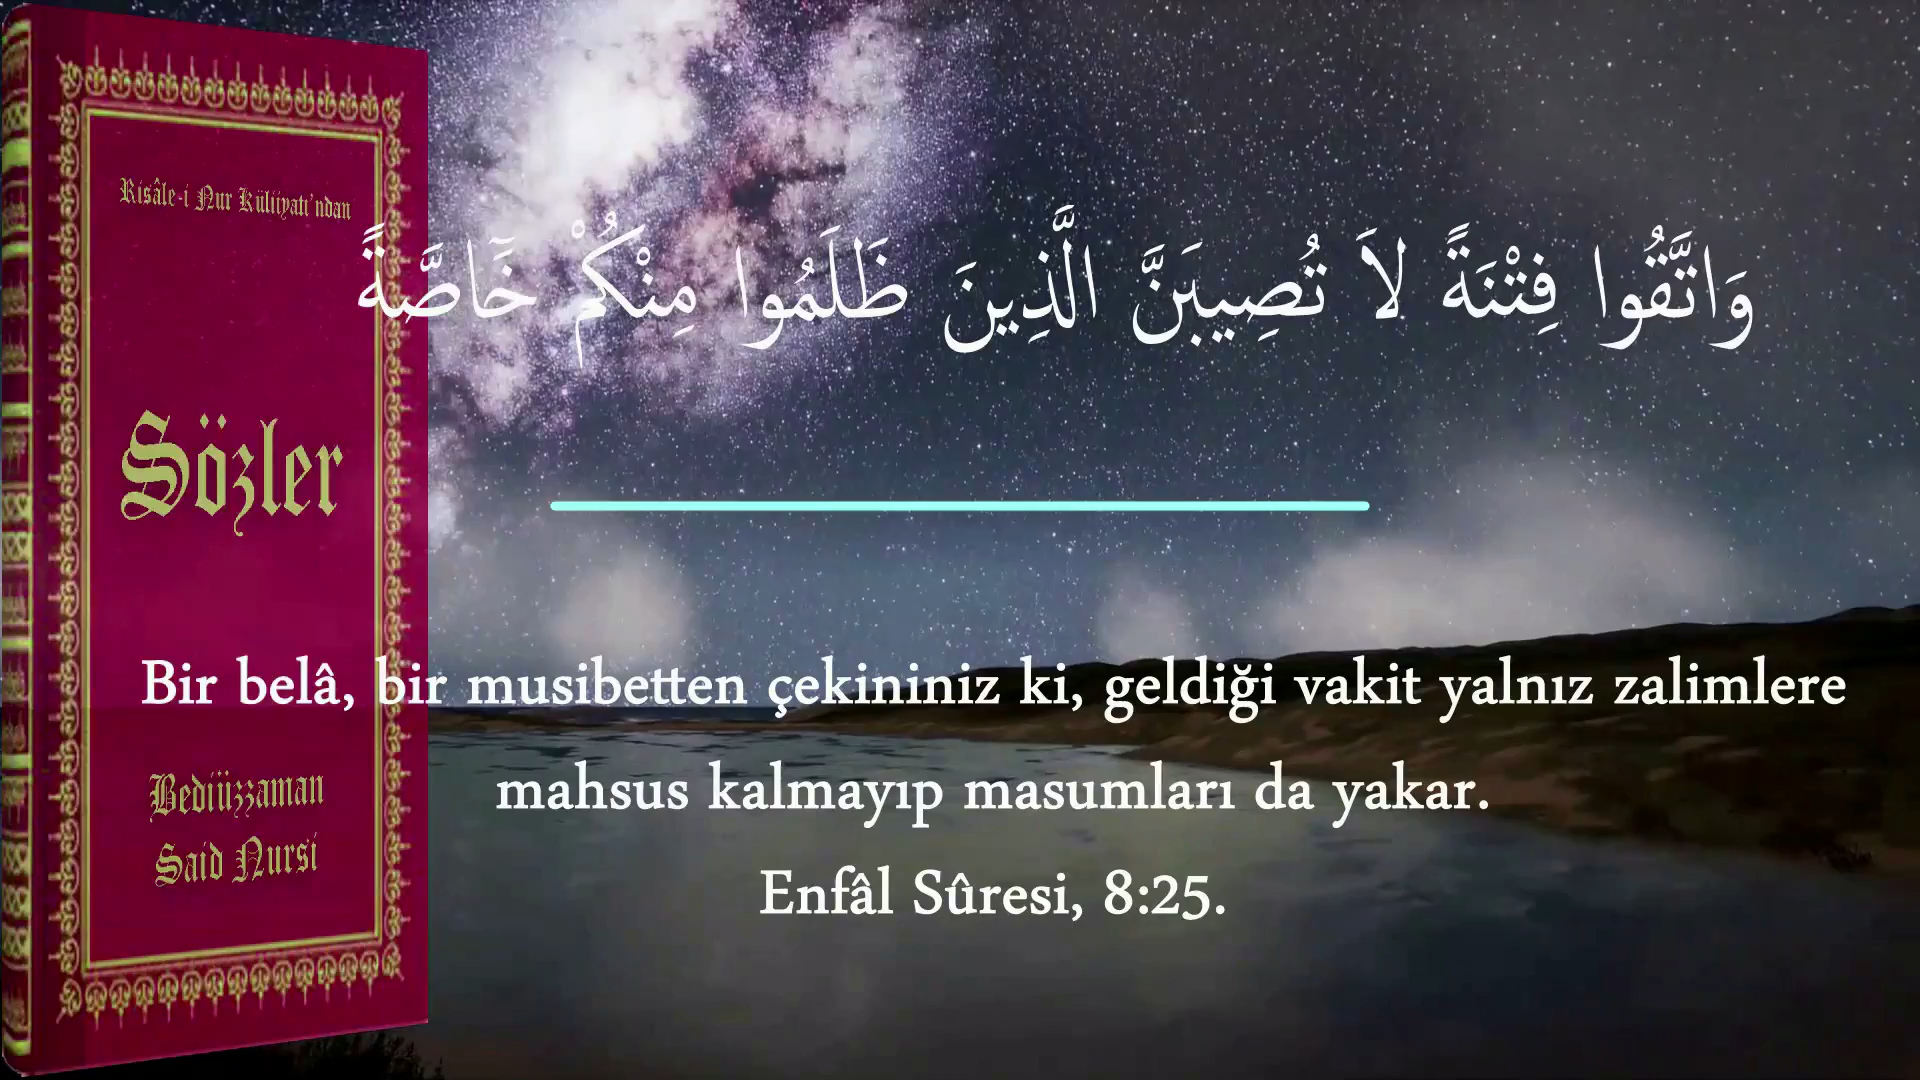 Risâle-i Nur Külliyatı'ndan
Sözler
Bediüzzaman
Said Nursi
وَاتَّقُوا فِتْنَةً لاَ تُصِيبَنَّ الَّذِينَ ظَلَمُوا مِنْكُمْ خَاصَّةً
Bir belâ, bir musibetten çekininiz ki, geldiği vakit yalnız zalimlere
mahsus kalmayıp masumları da yakar.
Enfâl Sûresi, 8:25.